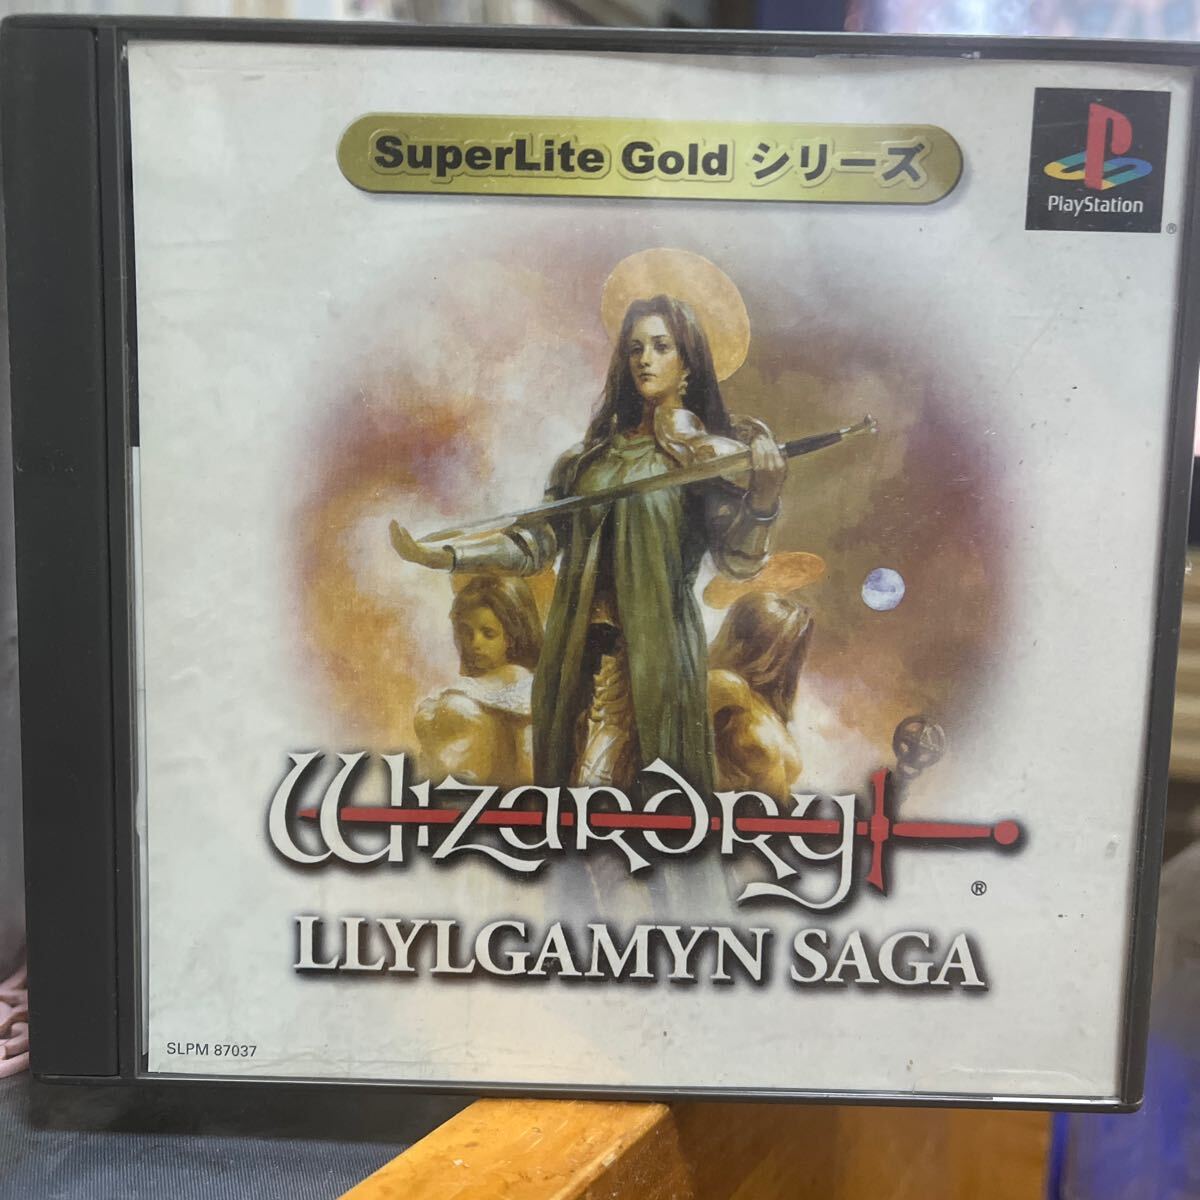 SuperLite Gold シリーズ
PlayStation
®
Wizardry
®
LLYLGAMYN SAGA
SLPM 87037